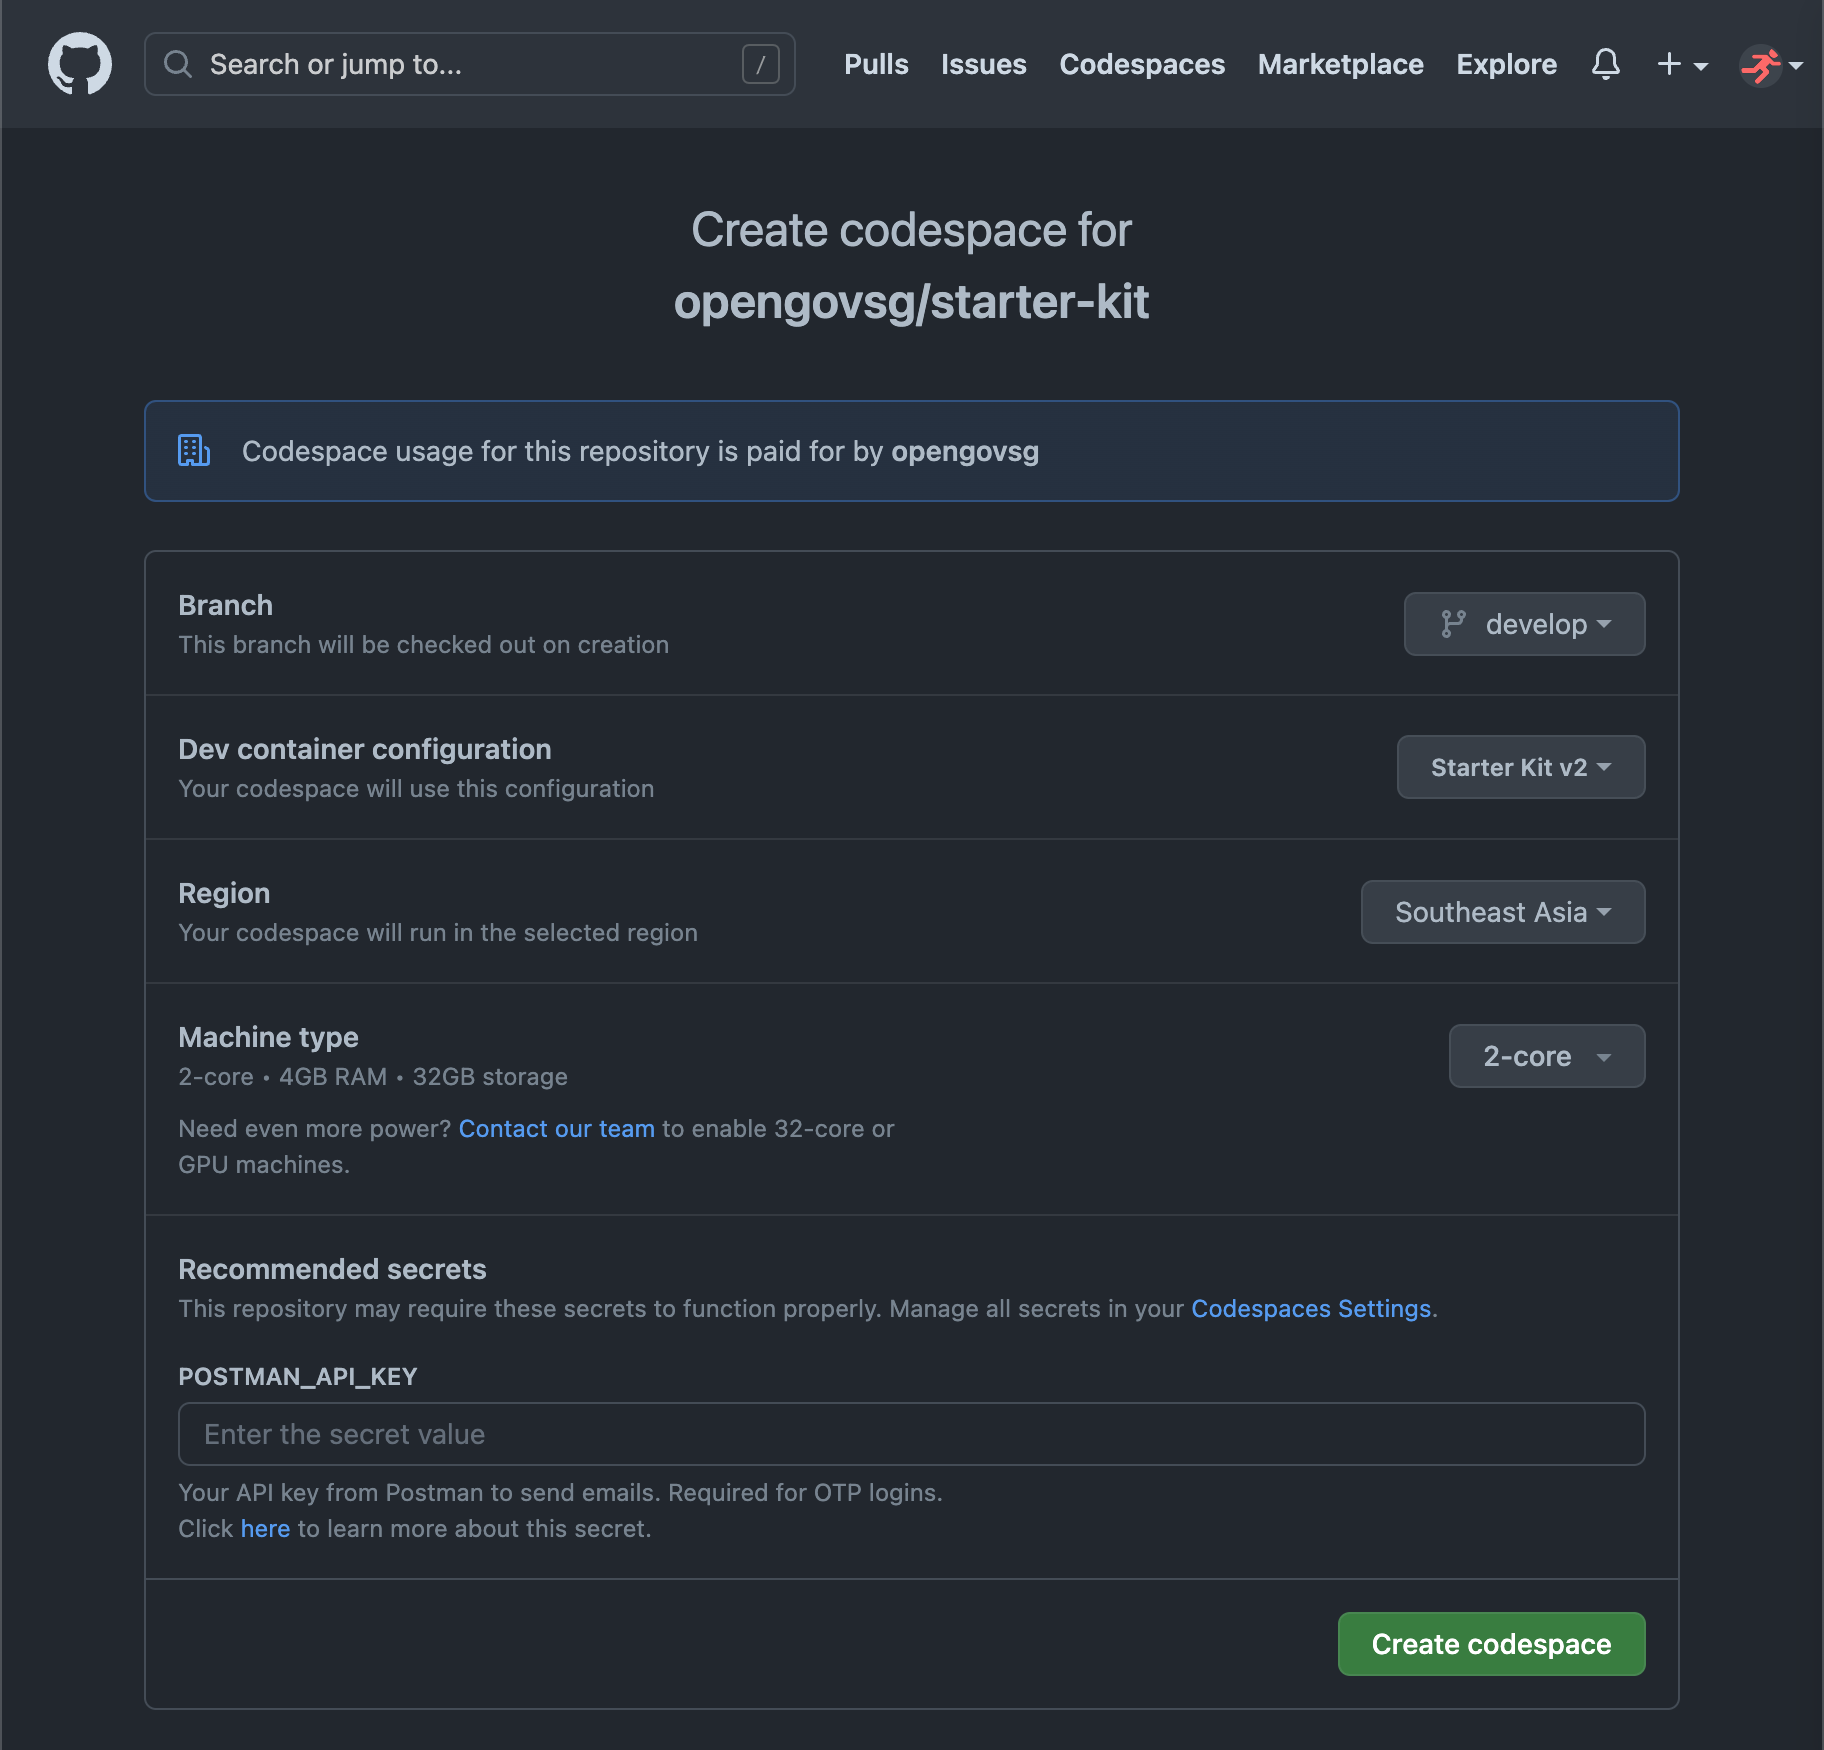 Search or jump to...
/
Pulls
Issues
Codespaces
Marketplace
Explore
Create codespace for
opengovsg/starter-kit
Codespace usage for this repository is paid for by opengovsg
Branch
This branch will be checked out on creation
develop
Dev container configuration
Your codespace will use this configuration
Starter Kit v2
Region
Your codespace will run in the selected region
Southeast Asia
Machine type
2-core • 4GB RAM • 32GB storage
2-core
Need even more power? Contact our team to enable 32-core or
GPU machines.
Recommended secrets
This repository may require these secrets to function properly. Manage all secrets in your Codespaces Settings.
POSTMAN_API_KEY
Enter the secret value
Your API key from Postman to send emails. Required for OTP logins.
Click here to learn more about this secret.
Create codespace